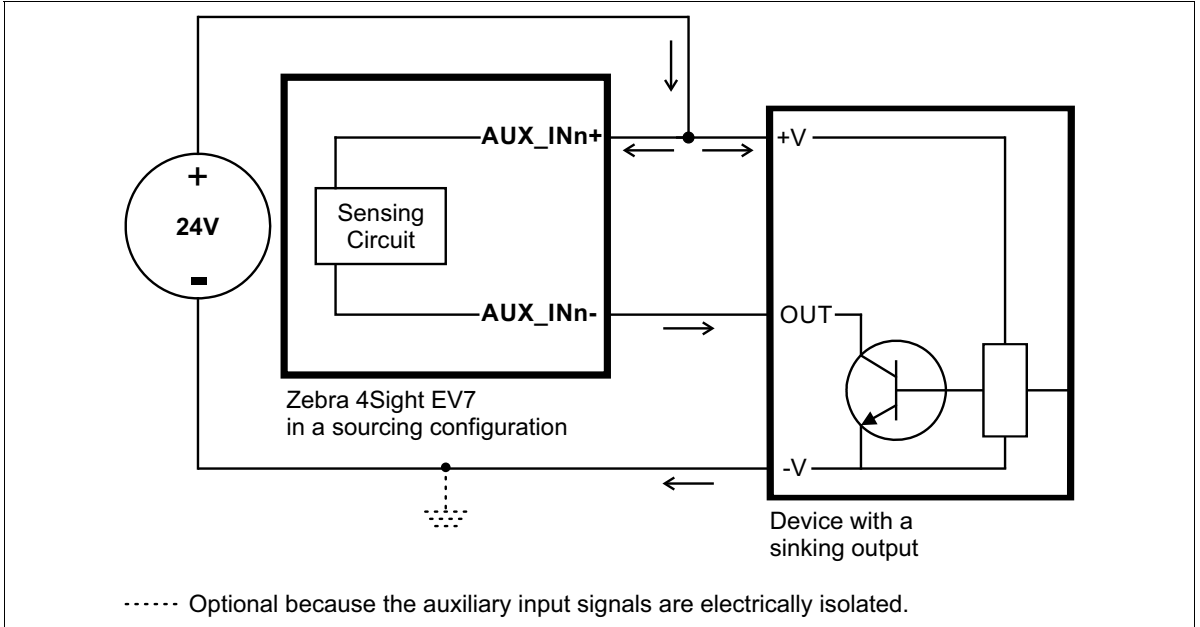 AUX_INn+
+V
+
24V
-
Sensing
Circuit
AUX_INn-
OUT
Zebra 4Sight EV7
in a sourcing configuration
-V
Device with a
sinking output
Optional because the auxiliary input signals are electrically isolated.